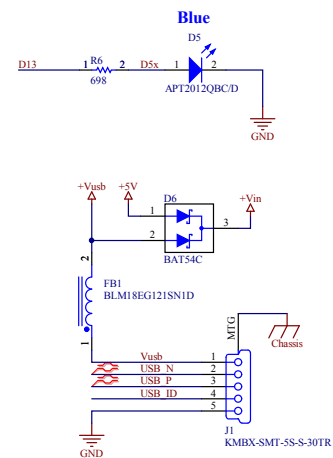 Blue
D5
D13 1 R6 2 D5x 1 2
698
APT2012QBC/D
GND
+Vusb +5V +Vin
D6
1
3
2
BAT54C
2
FB1
BLM18EG121SN1D
1
MTG
Chassis
Vusb 1
USB_N 2
USB_P 3
USB_ID 4
5
J1
KMBX-SMT-5S-S-30TR
GND